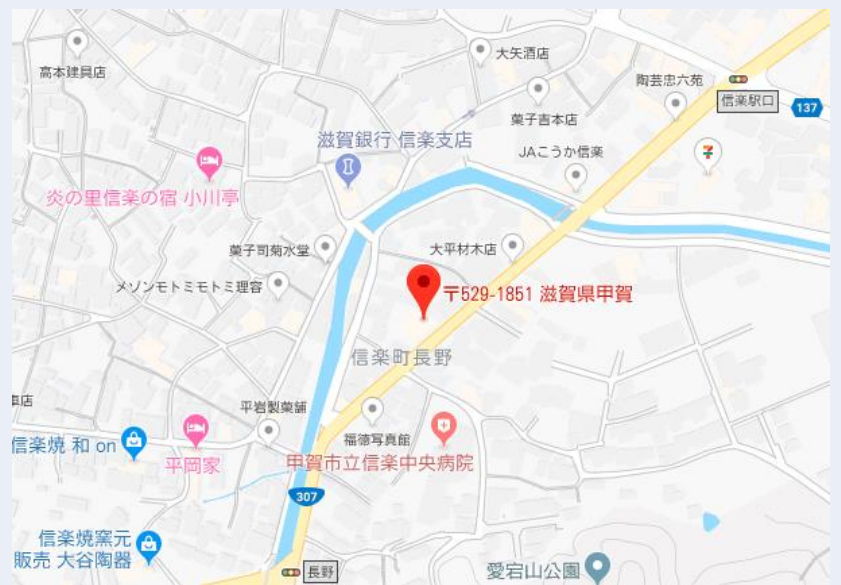 大矢酒店
高本建具店
陶芸忠六苑
信楽駅口
137
菓子吉本店
滋賀銀行 信楽支店
JAこうか信楽
7
炎の里信楽の宿 小川亭
菓子司菊水堂
大平材木店
メゾンモトミモトミ理容
〒529-1851 滋賀県甲賀
信楽町長野
車店
平岩製菓舗
信楽焼 和 on
福徳写真館
平岡家
甲賀市立信楽中央病院
307
信楽焼窯元
販売 大谷陶器
長野
愛宕山公園